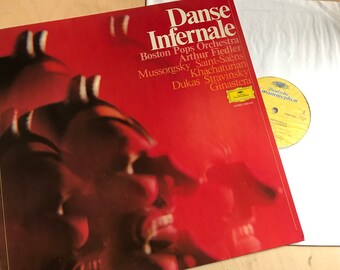 Danse
Infernale
Boston Pops Orchestra
Arthur Fiedler
Mussorgsky, Saint-Saëns
Khachaturian
Dukas Stravinsky
Ginastera